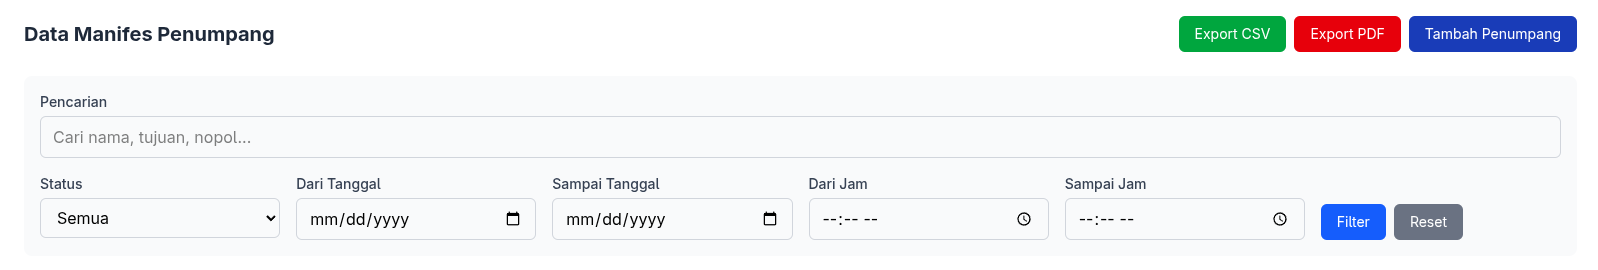 Data Manifes Penumpang
Export CSV
Export PDF
Tambah Penumpang
Pencarian
Cari nama, tujuan, nopol...
Status
Dari Tanggal
Sampai Tanggal
Dari Jam
Sampai Jam
Semua
mm/dd/yyyy
mm/dd/yyyy
--:-- --
--:-- --
Filter
Reset